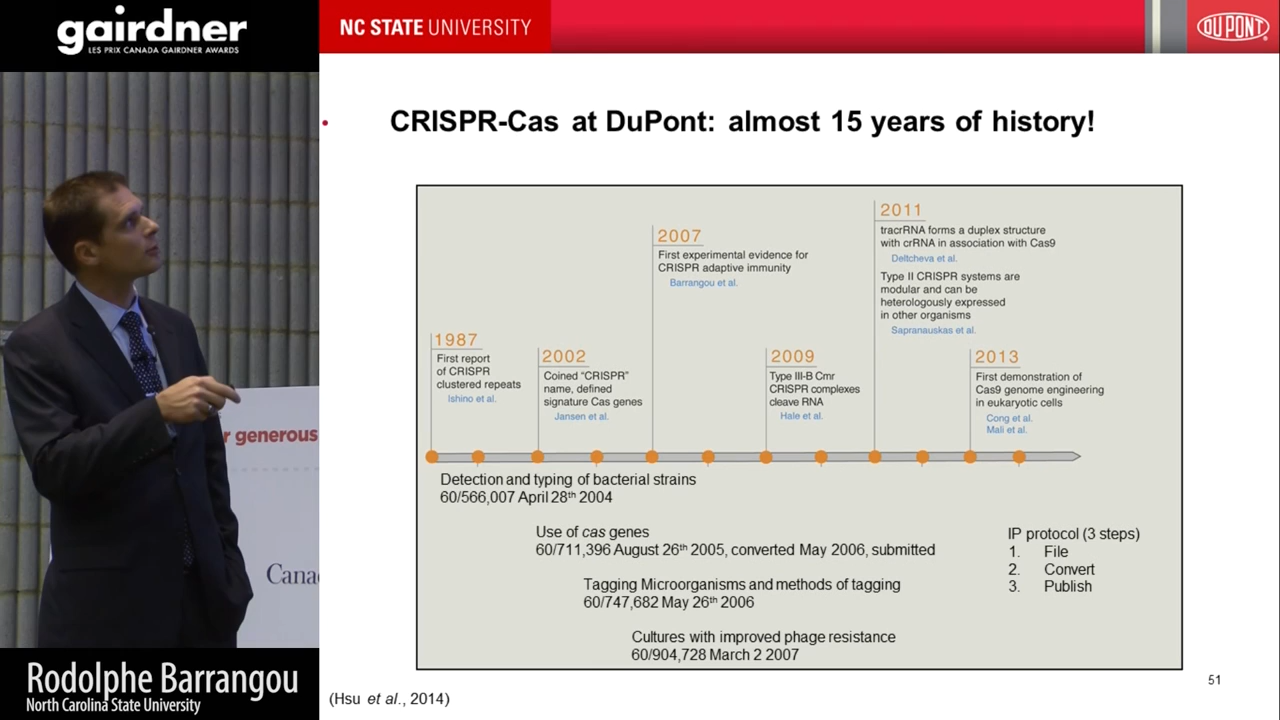 gairdner
LES PRIX CANADA GAIRDNER AWARDS
NC STATE UNIVERSITY
DU PONT
• CRISPR-Cas at DuPont: almost 15 years of history!
1987
First report
of CRISPR
clustered repeats
Ishino et al.
2002
Coined “CRISPR”
name, defined
signature Cas genes
Jansen et al.
2007
First experimental evidence for
CRISPR adaptive immunity
Barrangou et al.
2009
Type III-B Cmr
CRISPR complexes
cleave RNA
Hale et al.
2011
tracrRNA forms a duplex structure
with crRNA in association with Cas9
Deltcheva et al.
Type II CRISPR systems are
modular and can be
heterologously expressed
in other organisms
Sapranauskas et al.
2013
First demonstration of
Cas9 genome engineering
in eukaryotic cells
Cong et al.
Mali et al.
Detection and typing of bacterial strains
60/566,007 April 28th 2004
Use of cas genes
60/711,396 August 26th 2005, converted May 2006, submitted
Tagging Microorganisms and methods of tagging
60/747,682 May 26th 2006
Cultures with improved phage resistance
60/904,728 March 2 2007
IP protocol (3 steps)
1. File
2. Convert
3. Publish
51
(Hsu et al., 2014)
generous
Rodolphe Barrangou
North Carolina State University